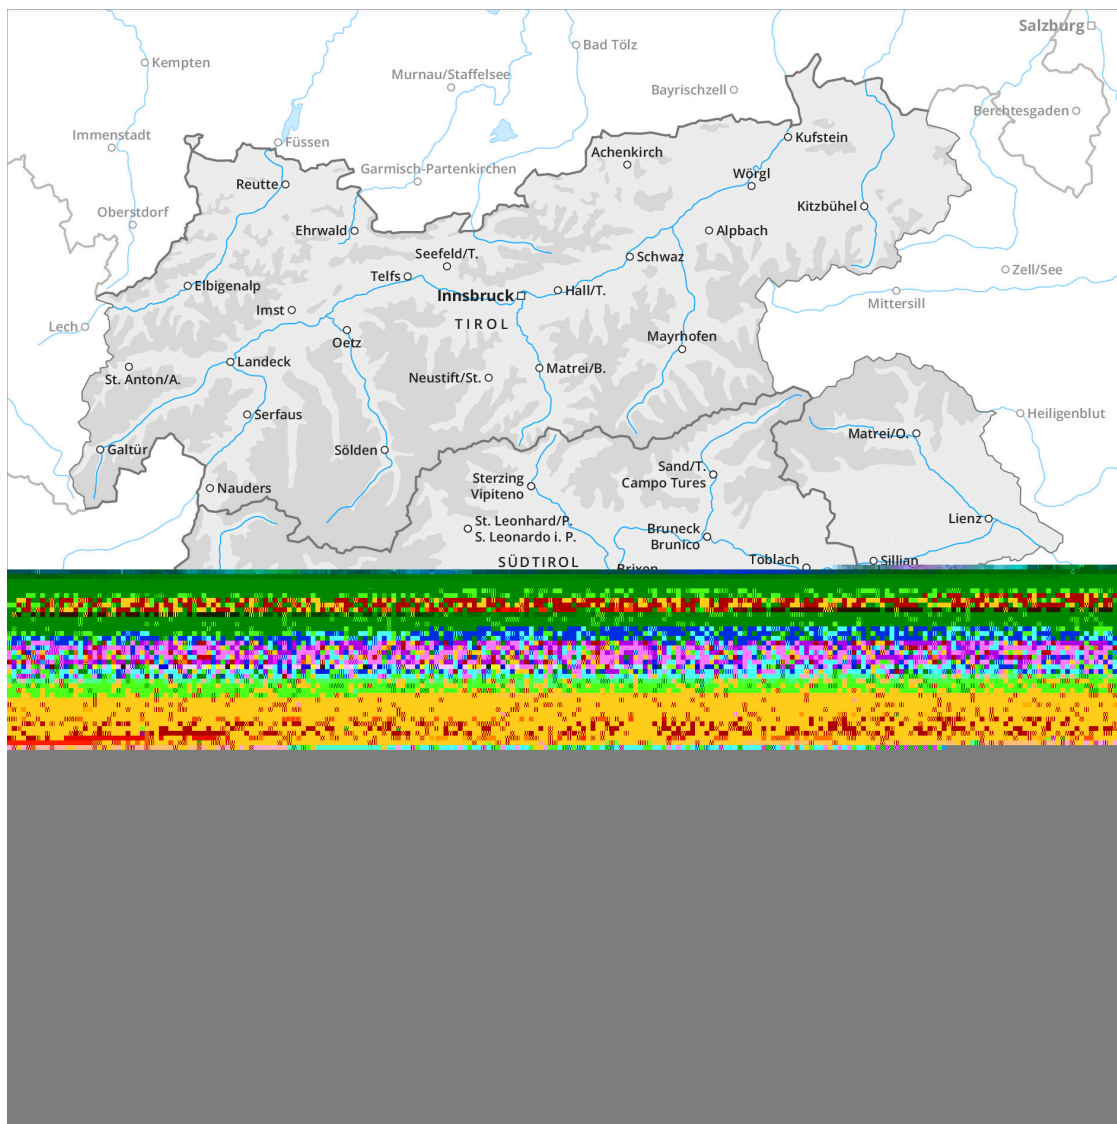 Salzburg
Bad Tölz
Kempten
Murnau/Staffelsee
Bayrischzell
Berchtesgaden
Immenstadt
Füssen
Kufstein
Achenkirch
Garmisch-Partenkirchen
Wörgl
Reutte
Kitzbühel
Oberstdorf
Ehrwald
Alpbach
Seefeld/T.
Schwaz
Telfs
Zell/See
Elbigenalp
Hall/T.
Innsbruck
Mittersill
Imst
TIROL
Lech
Oetz
Mayrhofen
Landeck
Matrei/B.
St. Anton/A.
Neustift/St.
Serfaus
Heiligenblut
Matrei/O.
Galtür
Sölden
Sand/T.
Campo Tures
Sterzing
Vipiteno
Nauders
Lienz
St. Leonhard/P.
S. Leonardo i. P.
Bruneck
Brunico
SÜDTIROL
Toblach
Sillian
Brixen